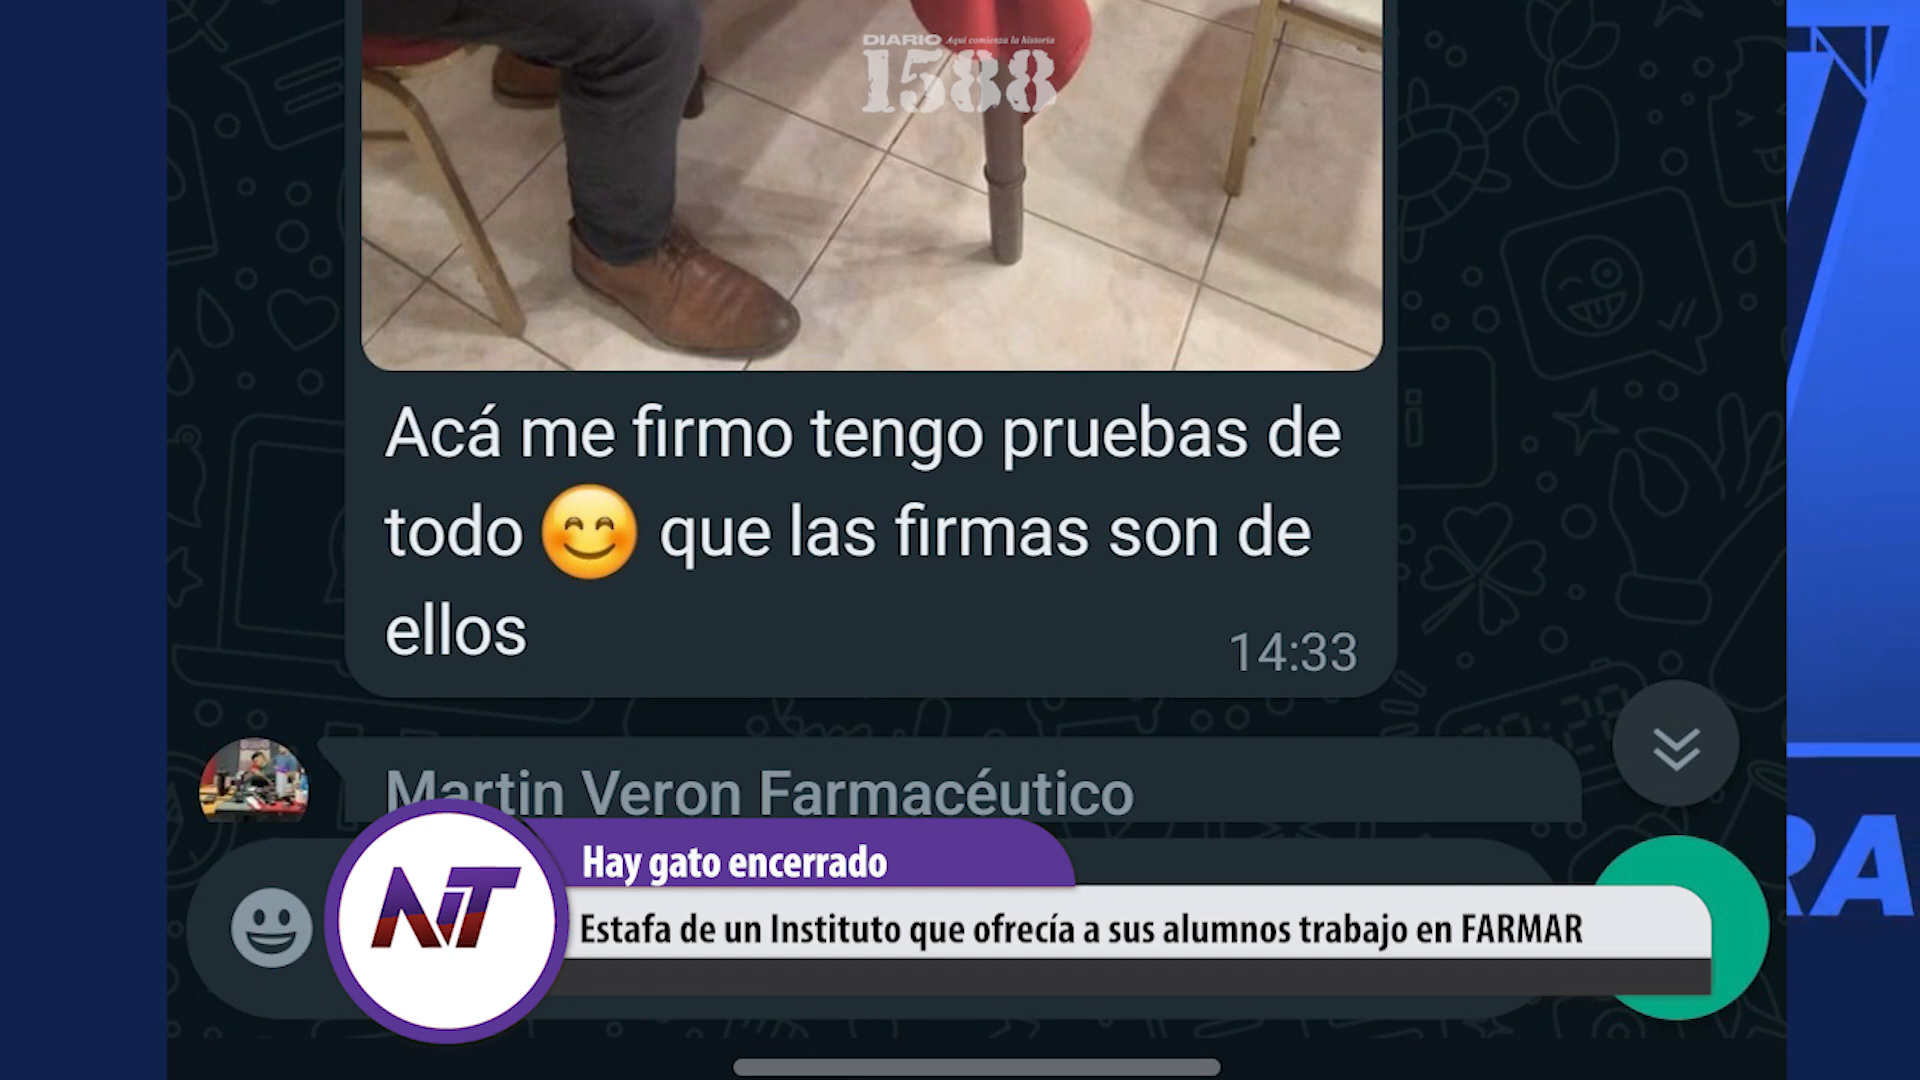 DIARIO Aquí comienza la historia
1588
Acá me firmo tengo pruebas de
todo 😊 que las firmas son de
ellos
14:33
Martin Veron Farmacéutico
Hay gato encerrado
NT
Estafa de un Instituto que ofrecía a sus alumnos trabajo en FARMAR
RA